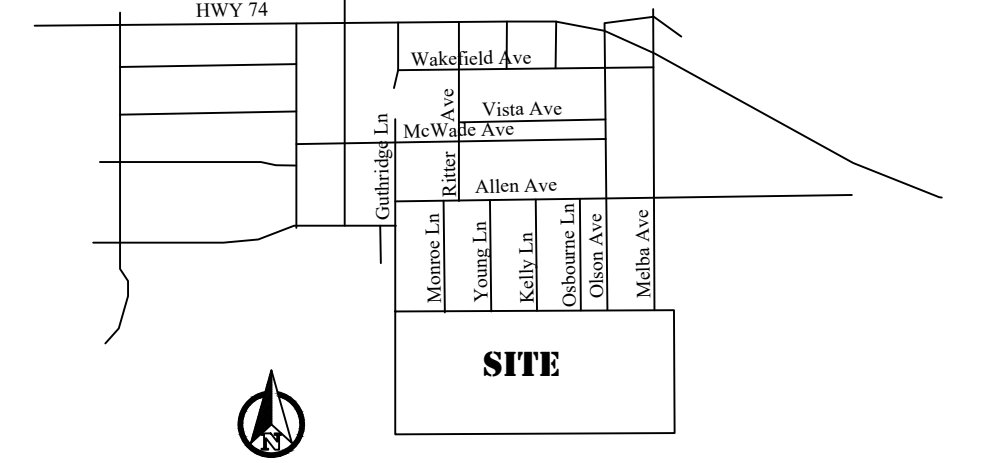 HWY 74
Wakefield Ave
Vista Ave
McWade Ave
Guthridge Ln
Ritter Ave
Allen Ave
Monroe Ln
Young Ln
Kelly Ln
Osbourne Ln
Olson Ave
Melba Ave
SITE
N